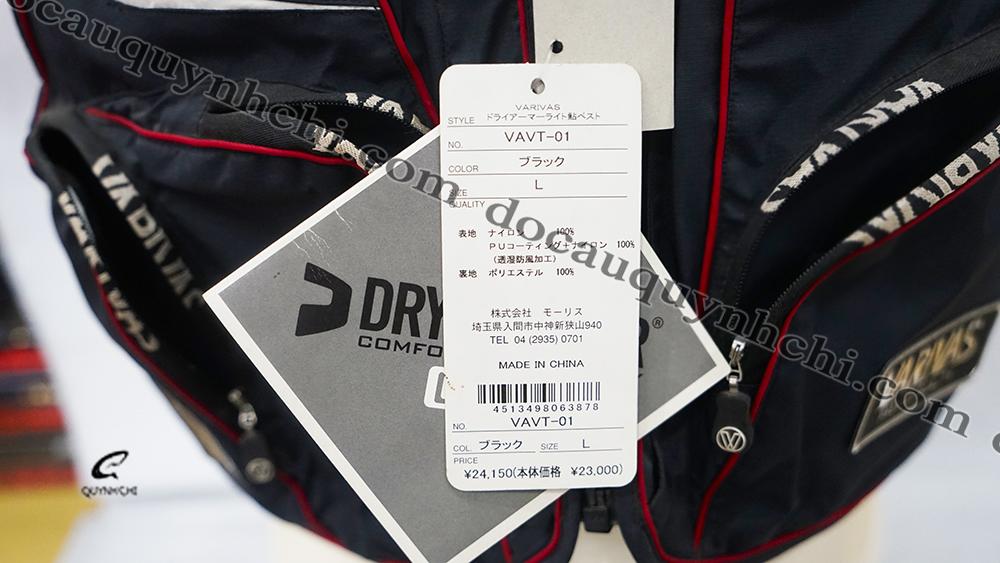 VARIVAS
STYLE ドライアーマーライト鮎ベスト
NO. VAVT-01
COLOR ブラック
SIZE L
QUALITY
表地 ナイロン 100%
PUコーティング+ナイロン 100%
(透湿防風加工)
裏地 ポリエステル 100%
株式会社 モーリス
埼玉県入間市中神新狭山940
TEL 04 (2935) 0701
MADE IN CHINA
4513498063878
NO. VAVT-01
COL. ブラック SIZE L
PRICE
¥24,150(本体価格 ¥23,000)
DRY
COMFO
®
VARIVAS
VARIVAS
VARIVAS
VARIVAS
V
docauquynhchi.com
docauquynhchi.com
QUYNHCHI